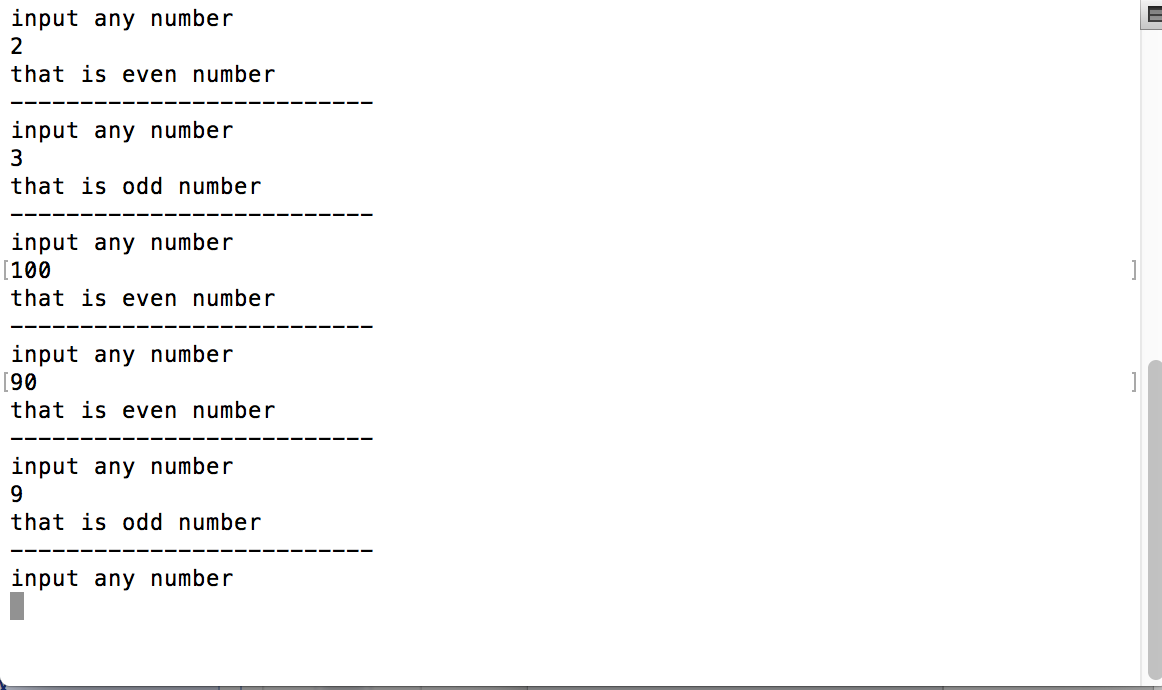 input any number
2
that is even number
--------------------------
input any number
3
that is odd number
--------------------------
input any number
[100 ]
that is even number
--------------------------
input any number
[90 ]
that is even number
--------------------------
input any number
9
that is odd number
--------------------------
input any number